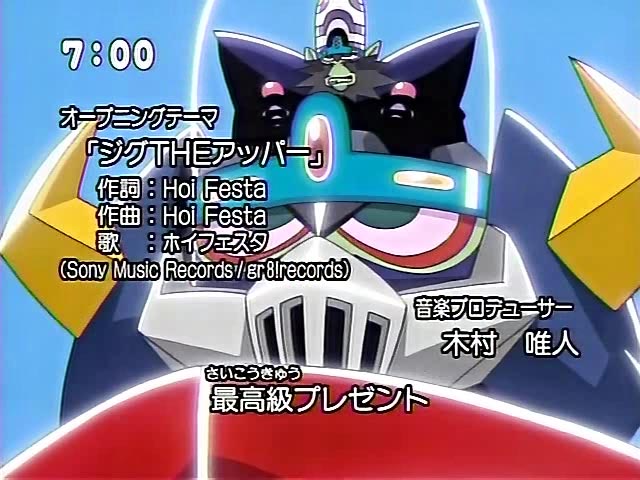 7:00
オープニングテーマ
「ジグTHEアッパー」
作詞：Hoi Festa
作曲：Hoi Festa
歌　：ホイフェスタ
(Sony Music Records / gr8!records)
音楽プロデューサー
木村　唯人
さいこうきゅう
最高級プレゼント